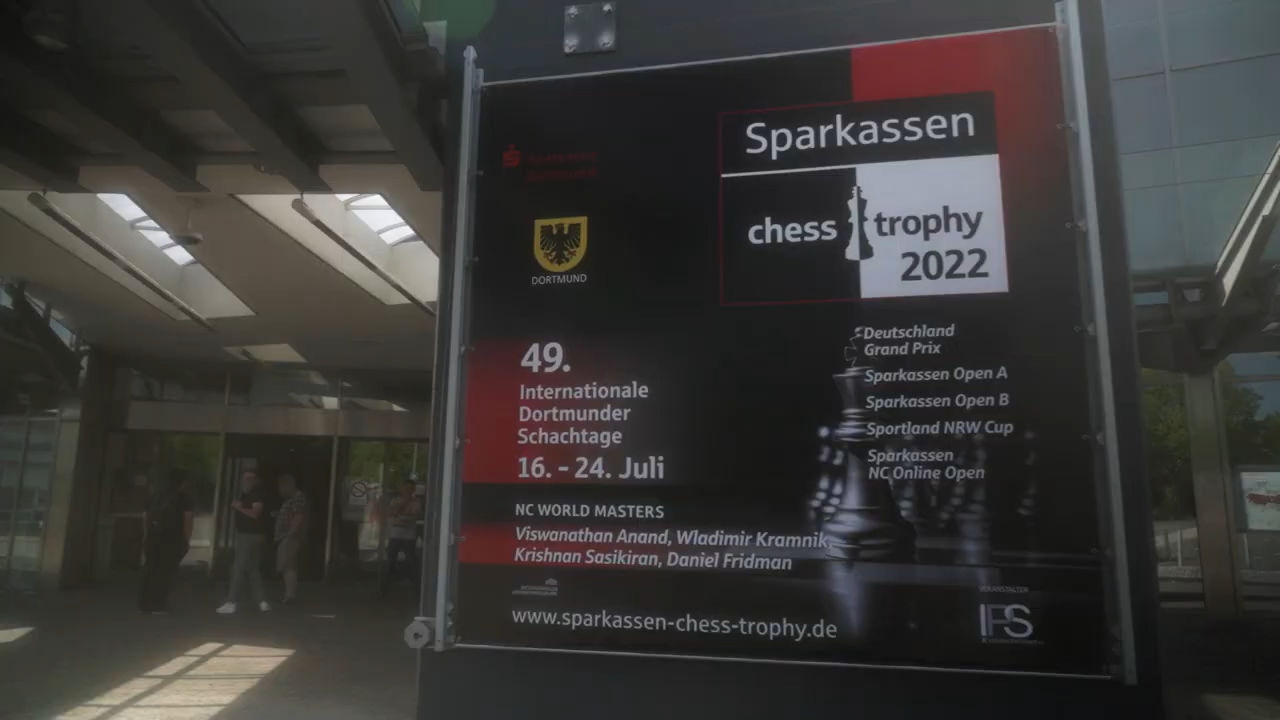 Sparkassen
chess trophy
2022
DORTMUND
49.
Internationale
Dortmunder
Schachtage
16. - 24. Juli
Deutschland
Grand Prix
Sparkassen Open A
Sparkassen Open B
Sportland NRW Cup
Sparkassen
NC Online Open
NC WORLD MASTERS
Viswanathan Anand, Wladimir Kramnik,
Krishnan Sasikiran, Daniel Fridman
www.sparkassen-chess-trophy.de
VERANSTALTER
IPS